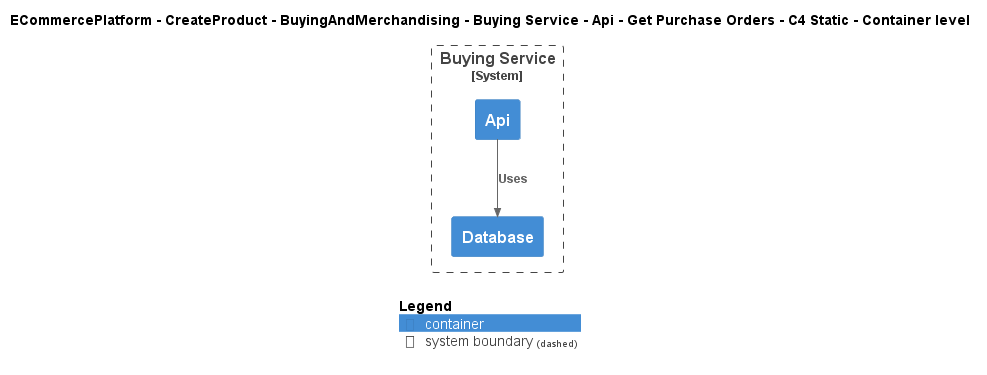 ECommercePlatform - CreateProduct - BuyingAndMerchandising - Buying Service - Api - Get Purchase Orders - C4 Static - Container level
Buying Service
[System]
Api
Uses
Database
Legend
container
system boundary (dashed)